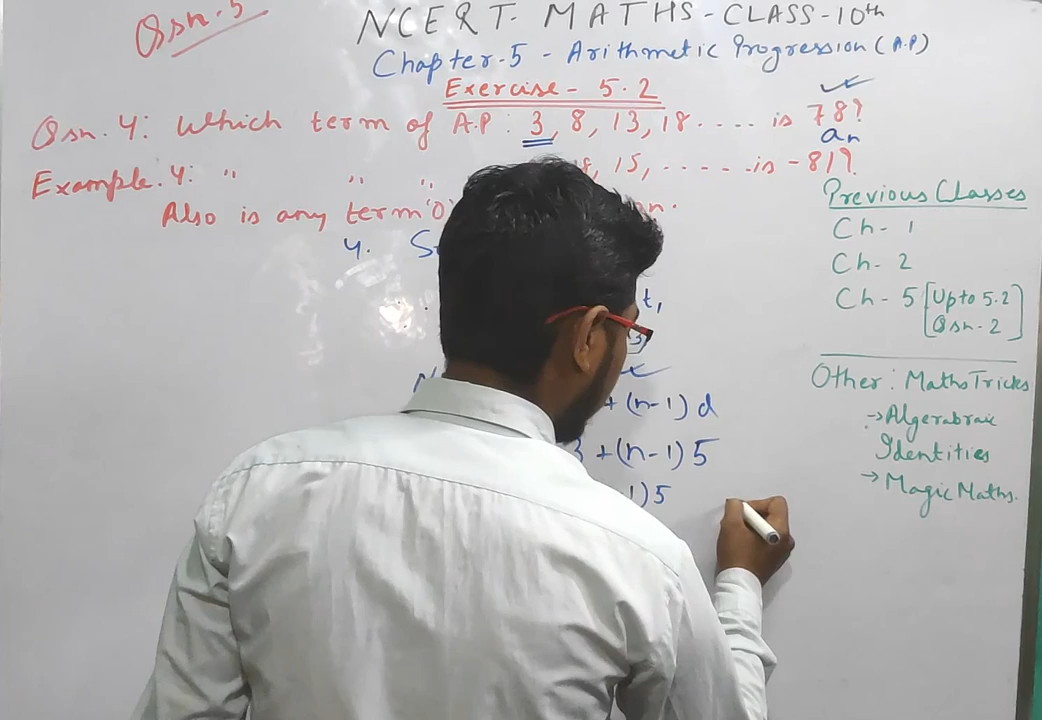 Qsn. 5
NCERT MATHS - CLASS - 10th
Chapter. 5 - Arithmetic Progression (A.P)
Exercise - 5.2
Qsn. 4: Which term of A.P: 3, 8, 13, 18 .... is 78?
an
Example. 4: " " " 18, 15, ..... is - 81?
Also is any term '0'
4.
t,
+ (n-1) d
3 + (n-1) 5
1) 5
Previous Classes
Ch - 1
Ch - 2
Ch - 5 [Upto 5.2
Qsn - 2]
Other: Maths Tricks
→ Algerabraic
Identities
→ Magic Maths.